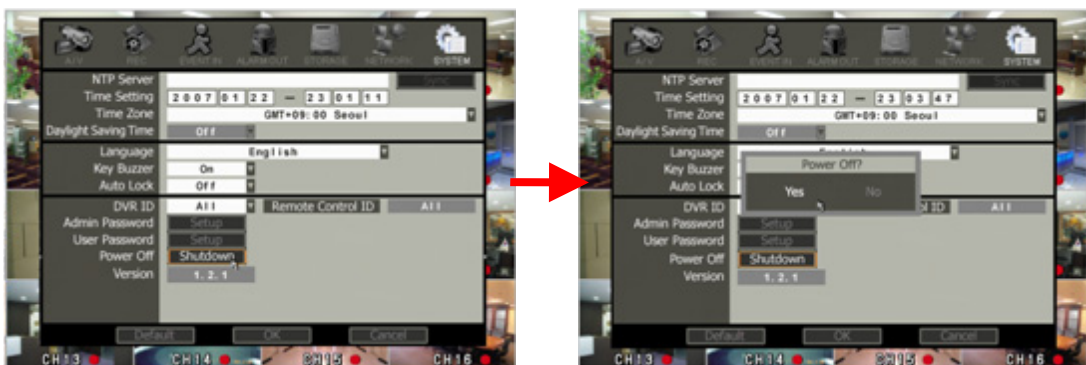 A/V REC EVENT IN ALARM OUT STORAGE NETWORK SYSTEM
NTP Server Sync
Time Setting 2007 01 22 - 23 01 11
Time Zone GMT+09:00 Seoul
Daylight Saving Time Off
Language English
Key Buzzer On
Auto Lock Off
DVR ID All Remote Control ID All
Admin Password Setup
User Password Setup
Power Off Shutdown
Version 1.2.1
Default OK Cancel
CH13 CH14 CH15 CH16
A/V REC EVENT IN ALARM OUT STORAGE NETWORK SYSTEM
NTP Server Sync
Time Setting 2007 01 22 - 23 03 47
Time Zone GMT+09:00 Seoul
Daylight Saving Time Off
Language
Key Buzzer Power Off?
Auto Lock Yes No
DVR ID ol ID All
Admin Password Setup
User Password Setup
Power Off Shutdown
Version 1.2.1
Default OK Cancel
CH13 CH14 CH15 CH16